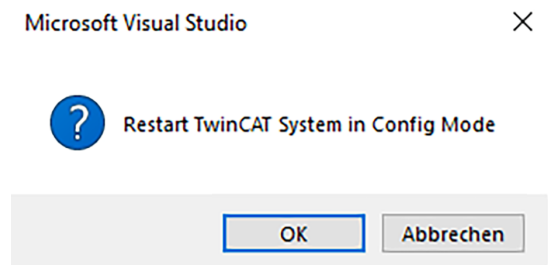 Microsoft Visual Studio
Restart TwinCAT System in Config Mode
OK Abbrechen